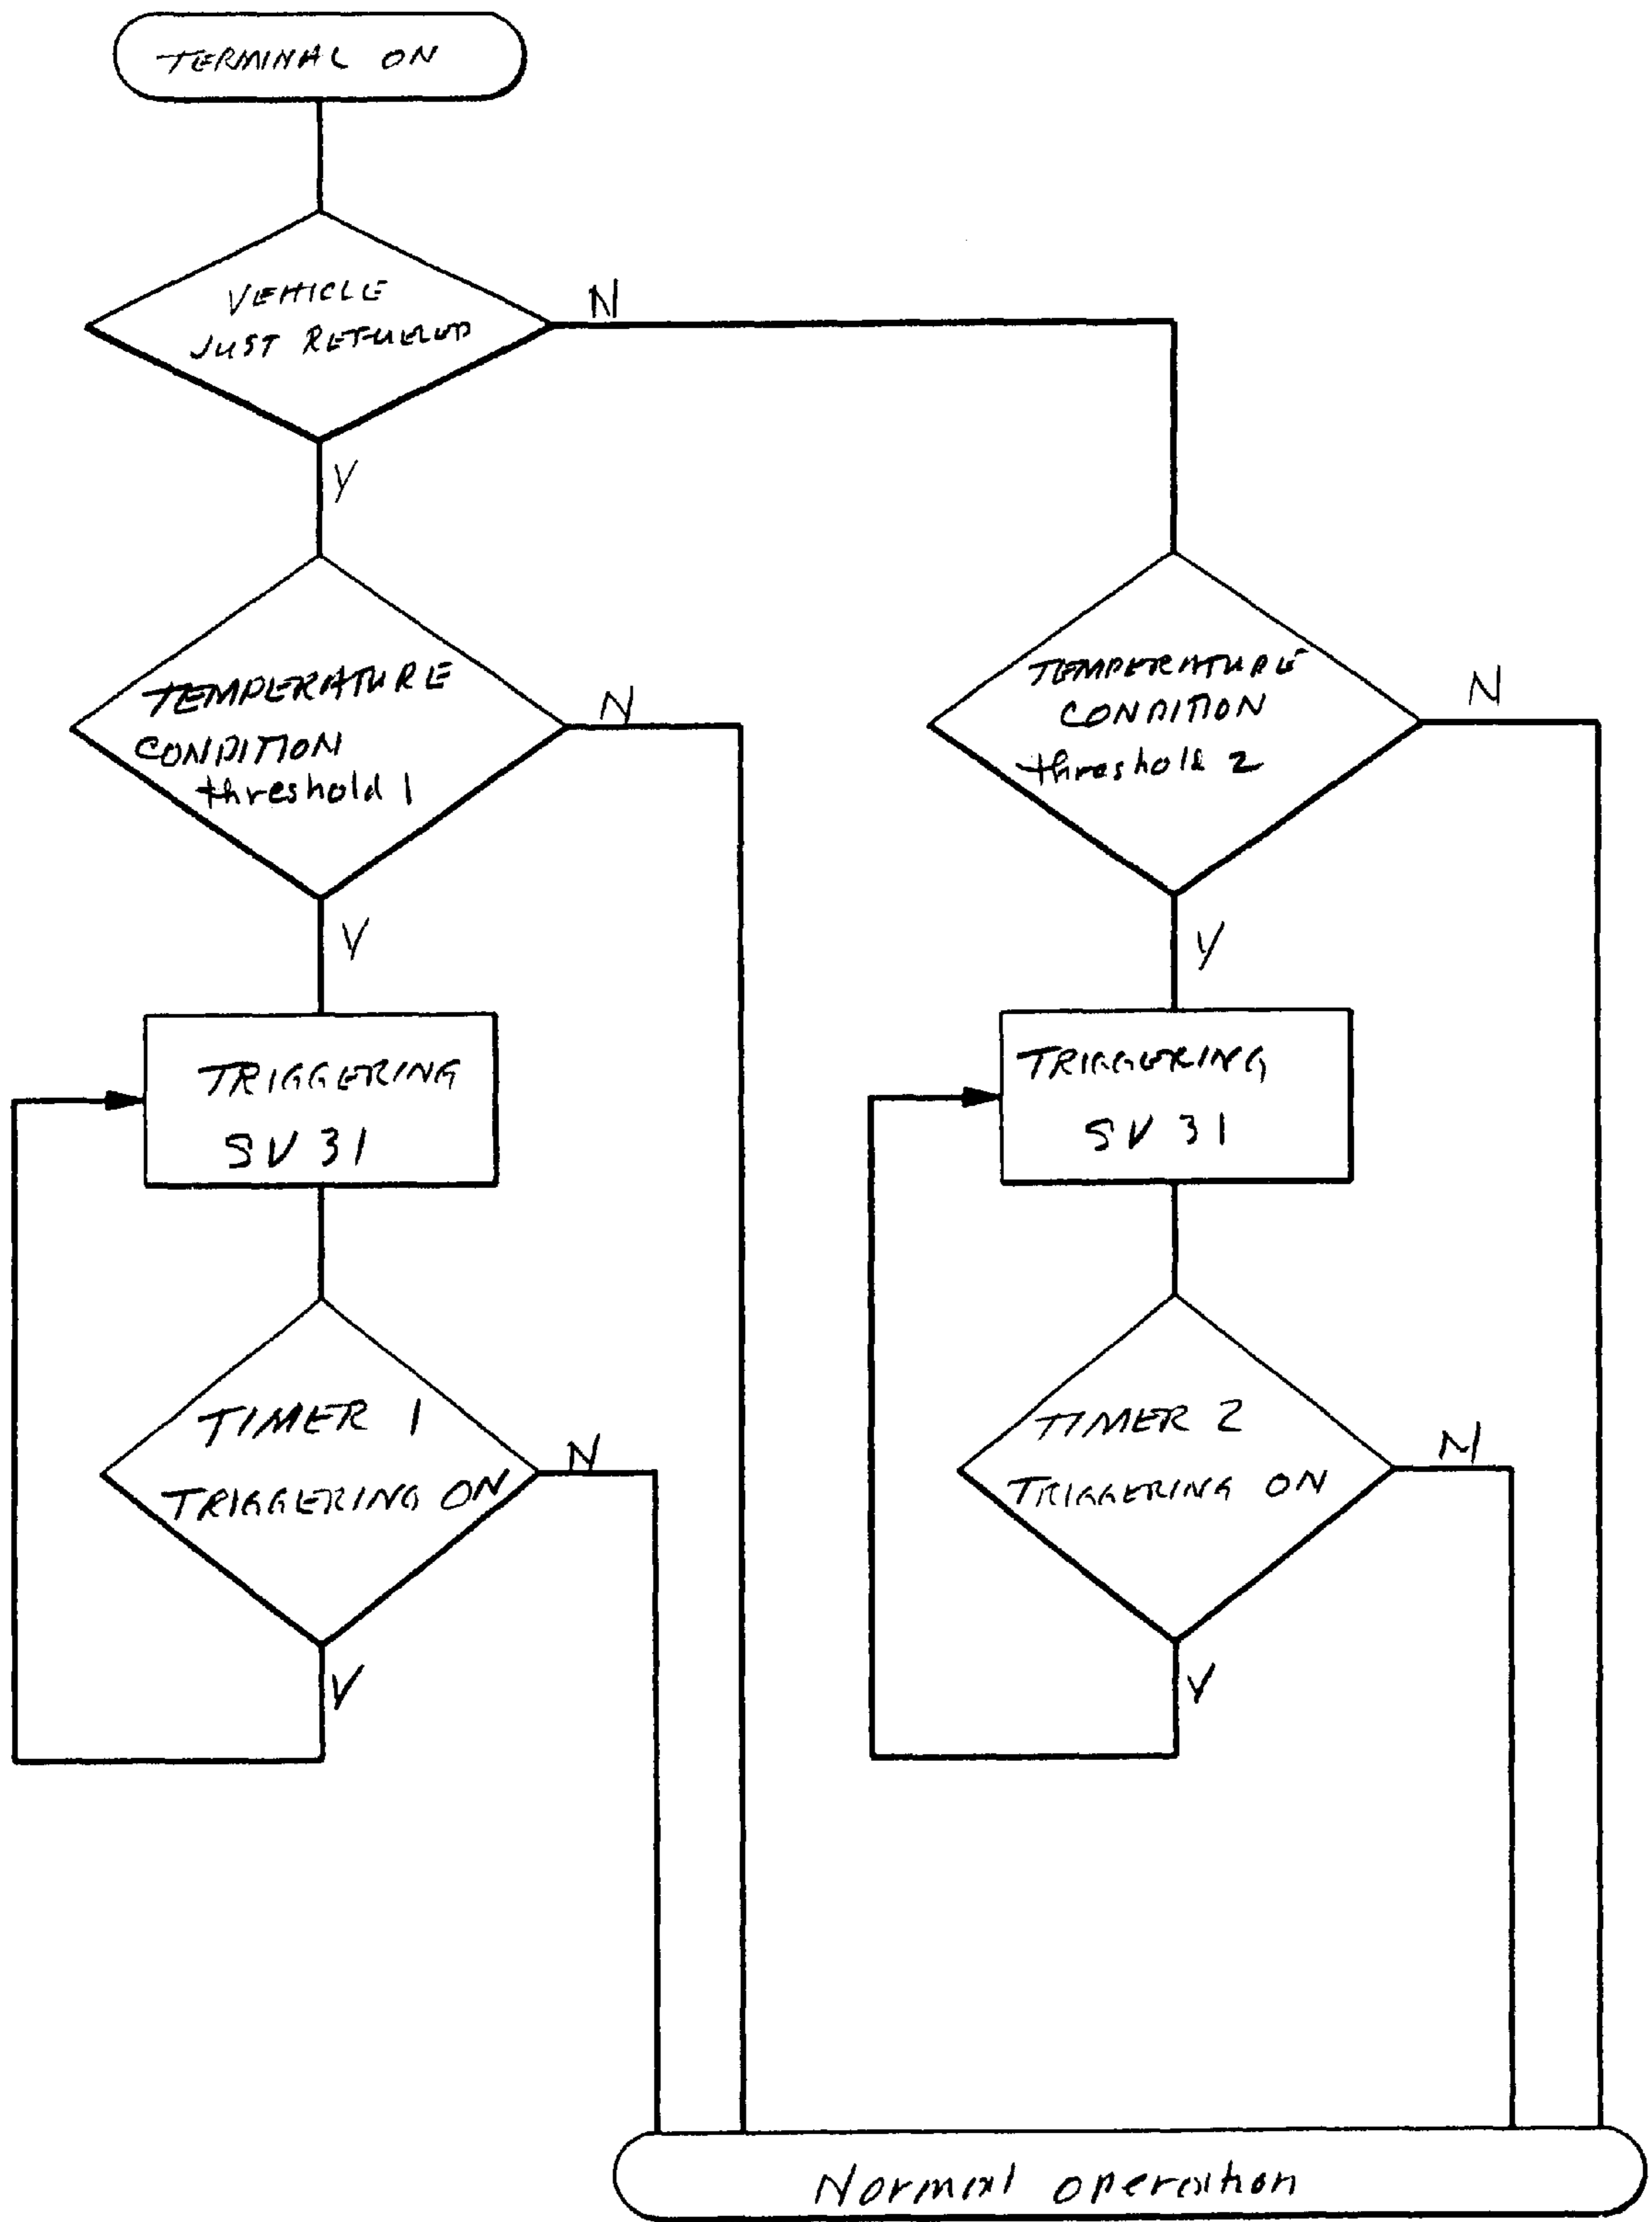 TERMINAL ON
VEHICLE
JUST REFUELED
N
Y
TEMPERATURE
CONDITION
threshold 1
N
Y
TEMPERATURE
CONDITION
threshold 2
N
Y
TRIGGERING
SV 31
TRIGGERING
SV 31
TIMER 1
TRIGGERING ON
N
Y
TIMER 2
TRIGGERING ON
N
Y
Normal operation